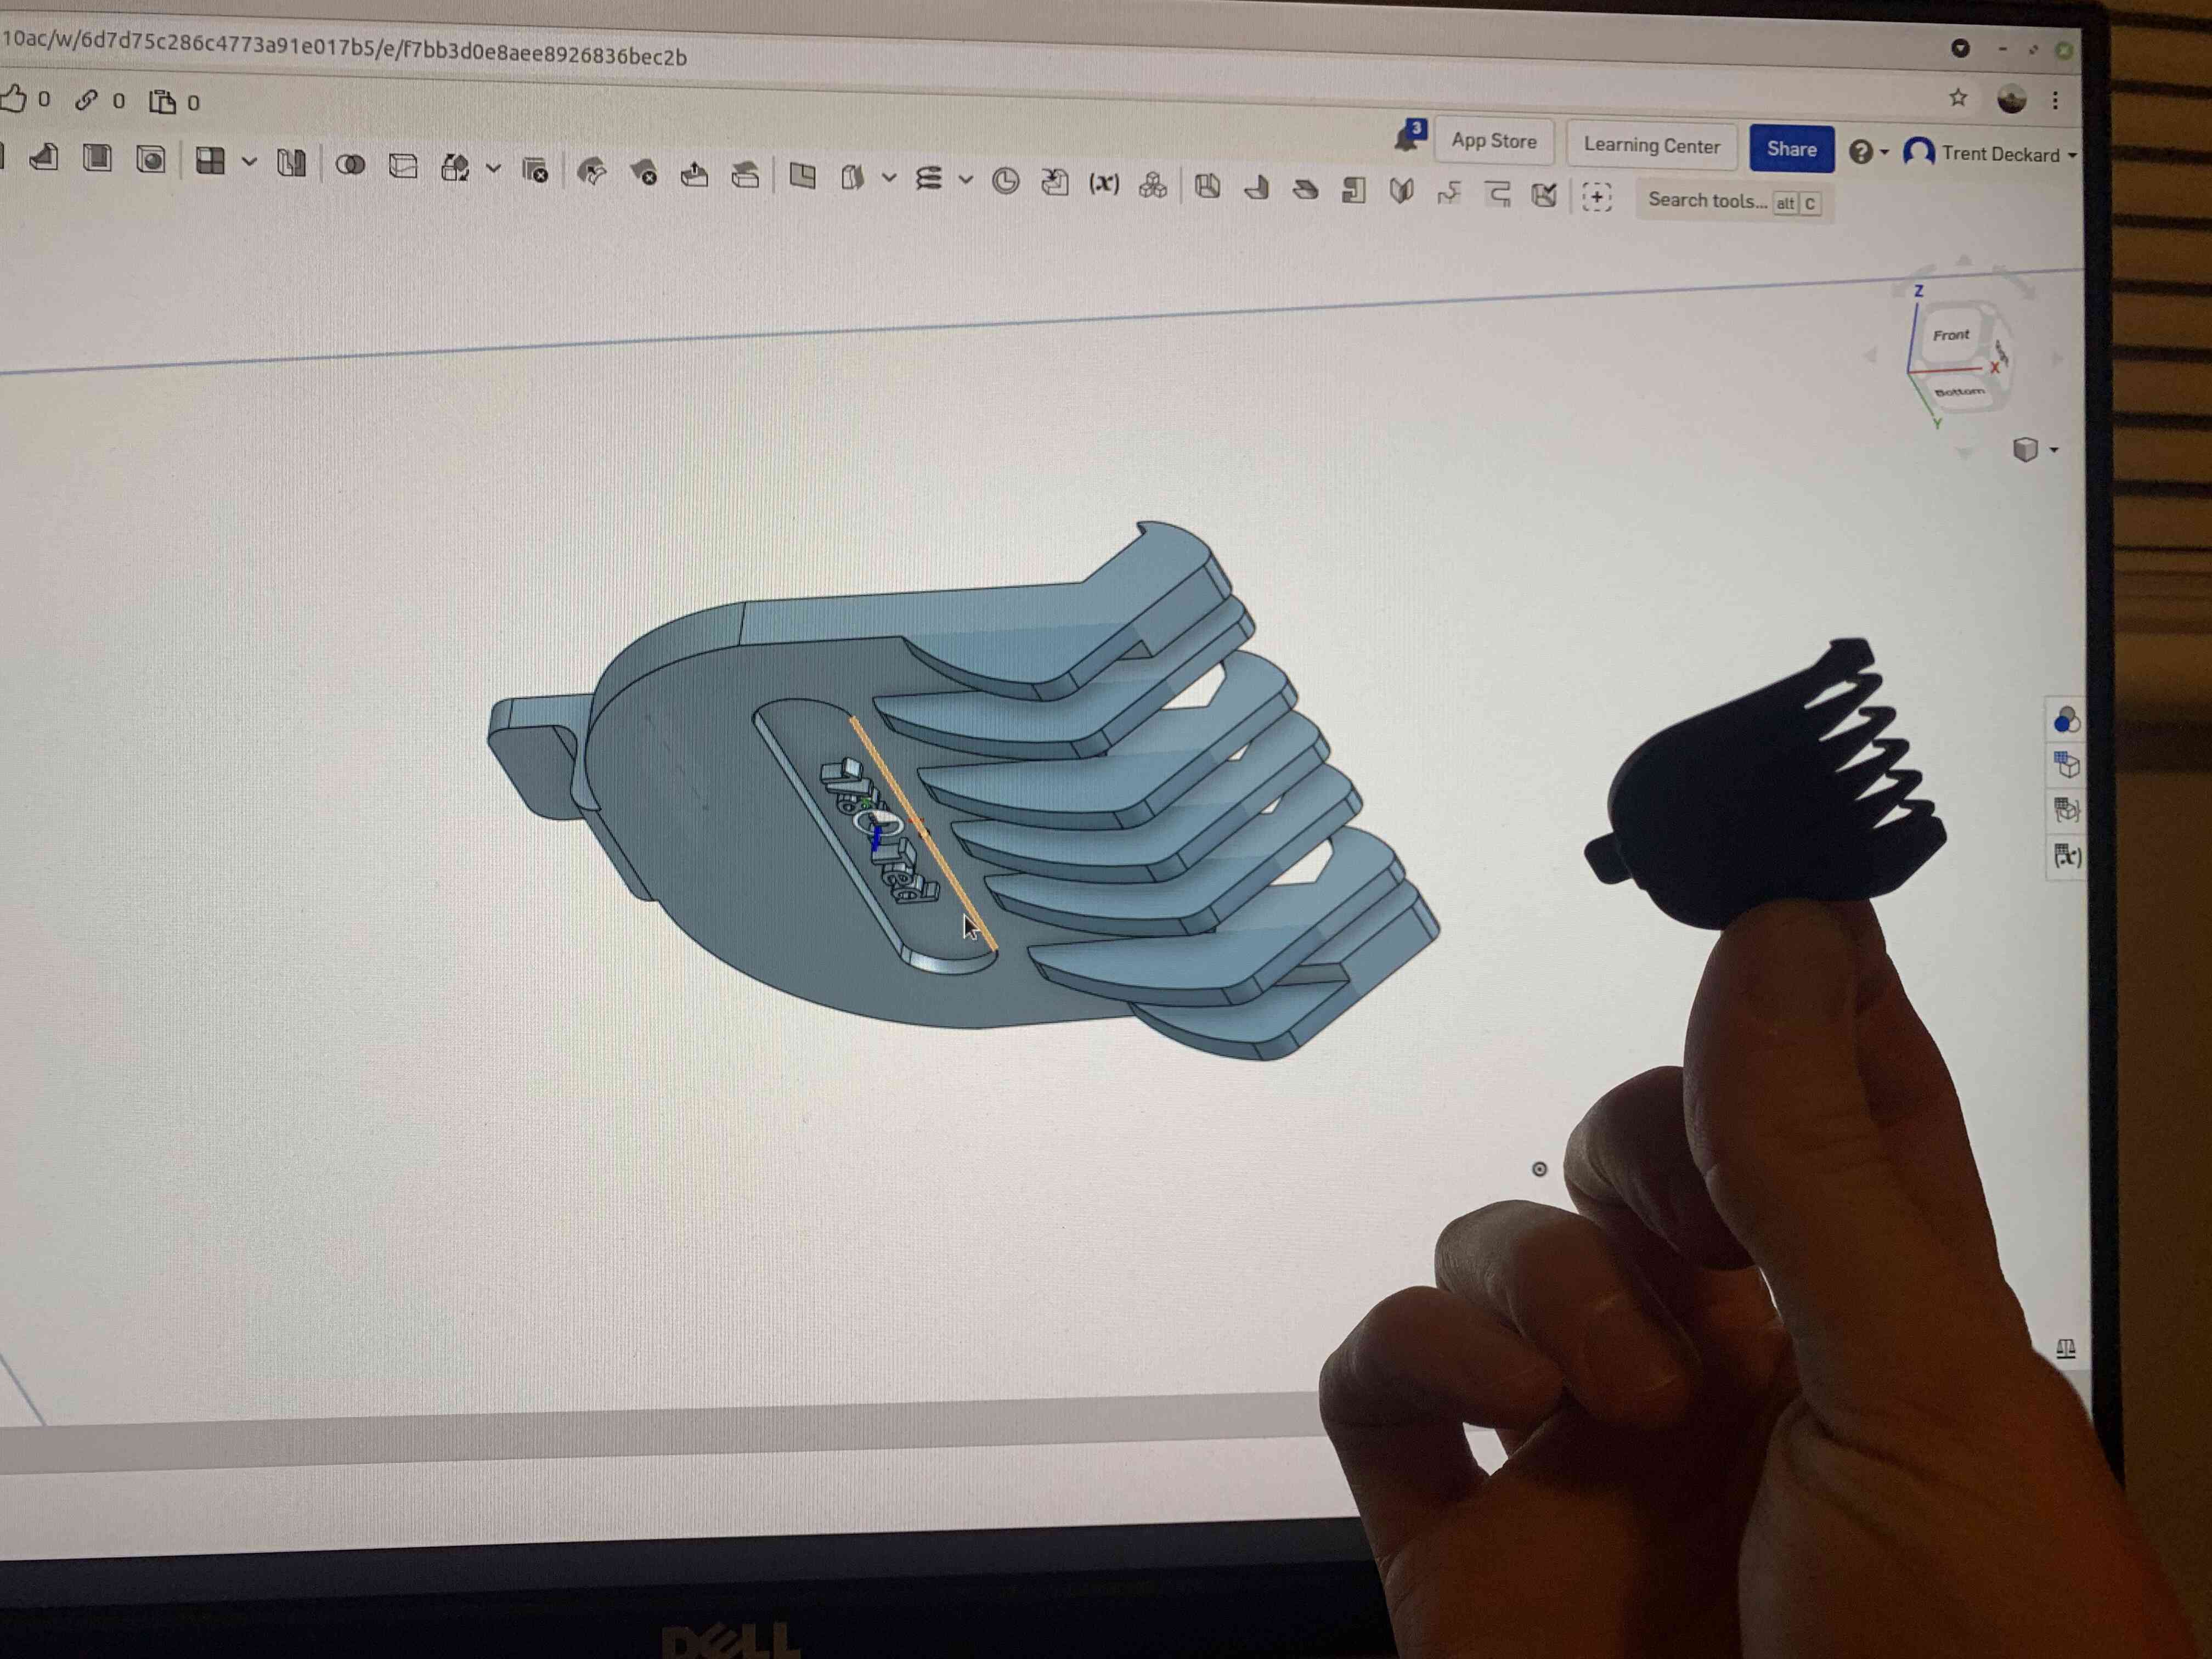 10ac/w/6d7d75c286c4773a91e017b5/e/f7bb3d0e8aee8926836bec2b
0 0 0
3 App Store Learning Center Share Trent Deckard
(x) Search tools... alt C
Z
Front
X
Bottom
Y
(x)
DELL